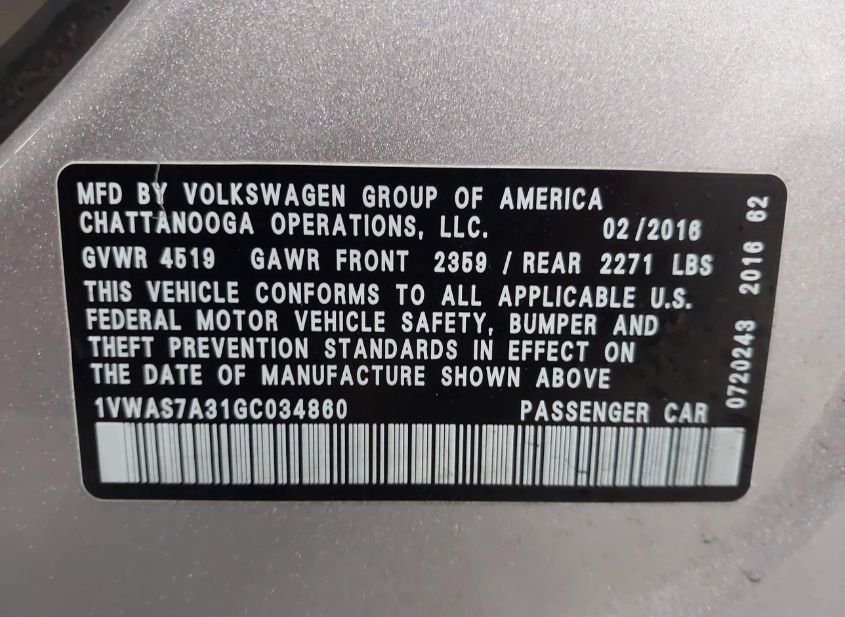 MFD BY VOLKSWAGEN GROUP OF AMERICA
CHATTANOOGA OPERATIONS, LLC. 02/2016
GVWR 4519 GAWR FRONT 2359 / REAR 2271 LBS
THIS VEHICLE CONFORMS TO ALL APPLICABLE U.S.
FEDERAL MOTOR VEHICLE SAFETY, BUMPER AND
THEFT PREVENTION STANDARDS IN EFFECT ON
THE DATE OF MANUFACTURE SHOWN ABOVE
1VWAS7A31GC034860 PASSENGER CAR
0720243 2016 62